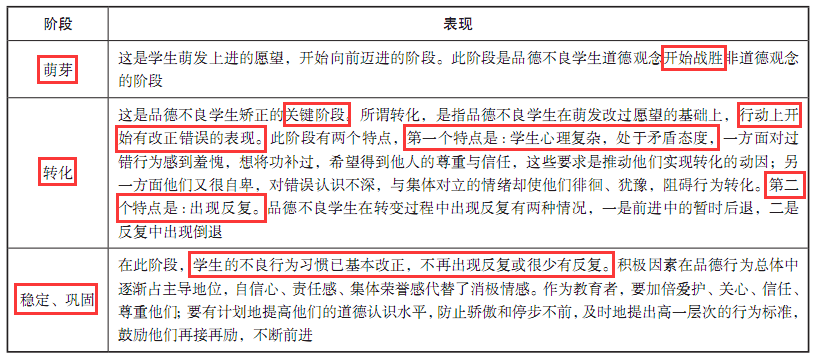 阶段 表现
萌芽
这是学生萌发上进的愿望，开始向前迈进的阶段。此阶段是品德不良学生道德观念开始战胜非道德观念
的阶段
转化
这是品德不良学生矫正的关键阶段。所谓转化，是指品德不良学生在萌发改过愿望的基础上，行动上开
始有改正错误的表现。此阶段有两个特点，第一个特点是：学生心理复杂，处于矛盾态度，一方面对过
错行为感到羞愧，想将功补过，希望得到他人的尊重与信任，这些要求是推动他们实现转化的动因；另
一方面他们又很自卑，对错误认识不深，与集体对立的情绪却使他们徘徊、犹豫，阻碍行为转化。第二
个特点是：出现反复。品德不良学生在转变过程中出现反复有两种情况，一是前进中的暂时后退，二是
反复中出现倒退
稳定、巩固
在此阶段，学生的不良行为习惯已基本改正，不再出现反复或很少有反复。积极因素在品德行为总体中
逐渐占主导地位，自信心、责任感、集体荣誉感代替了消极情感。作为教育者，要加倍爱护、关心、信任、
尊重他们；要有计划地提高他们的道德认识水平，防止骄傲和停步不前，及时地提出高一层次的行为标准，
鼓励他们再接再励，不断前进